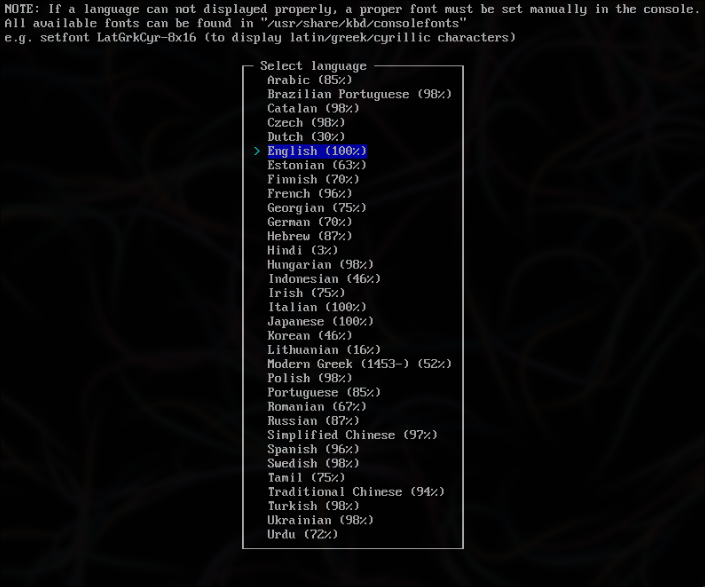 NOTE: If a language can not displayed properly, a proper font must be set manually in the console.
All available fonts can be found in "/usr/share/kbd/consolefonts"
e.g. setfont LatGrkCyr-8x16 (to display latin/greek/cyrillic characters)
Select language
Arabic (85%)
Brazilian Portuguese (98%)
Catalan (98%)
Czech (98%)
Dutch (30%)
> English (100%)
Estonian (63%)
Finnish (70%)
French (96%)
Georgian (75%)
German (70%)
Hebrew (87%)
Hindi (3%)
Hungarian (98%)
Indonesian (46%)
Irish (75%)
Italian (100%)
Japanese (100%)
Korean (46%)
Lithuanian (16%)
Modern Greek (1453-) (52%)
Polish (98%)
Portuguese (85%)
Romanian (67%)
Russian (87%)
Simplified Chinese (97%)
Spanish (96%)
Swedish (98%)
Tamil (75%)
Traditional Chinese (94%)
Turkish (98%)
Ukrainian (98%)
Urdu (72%)